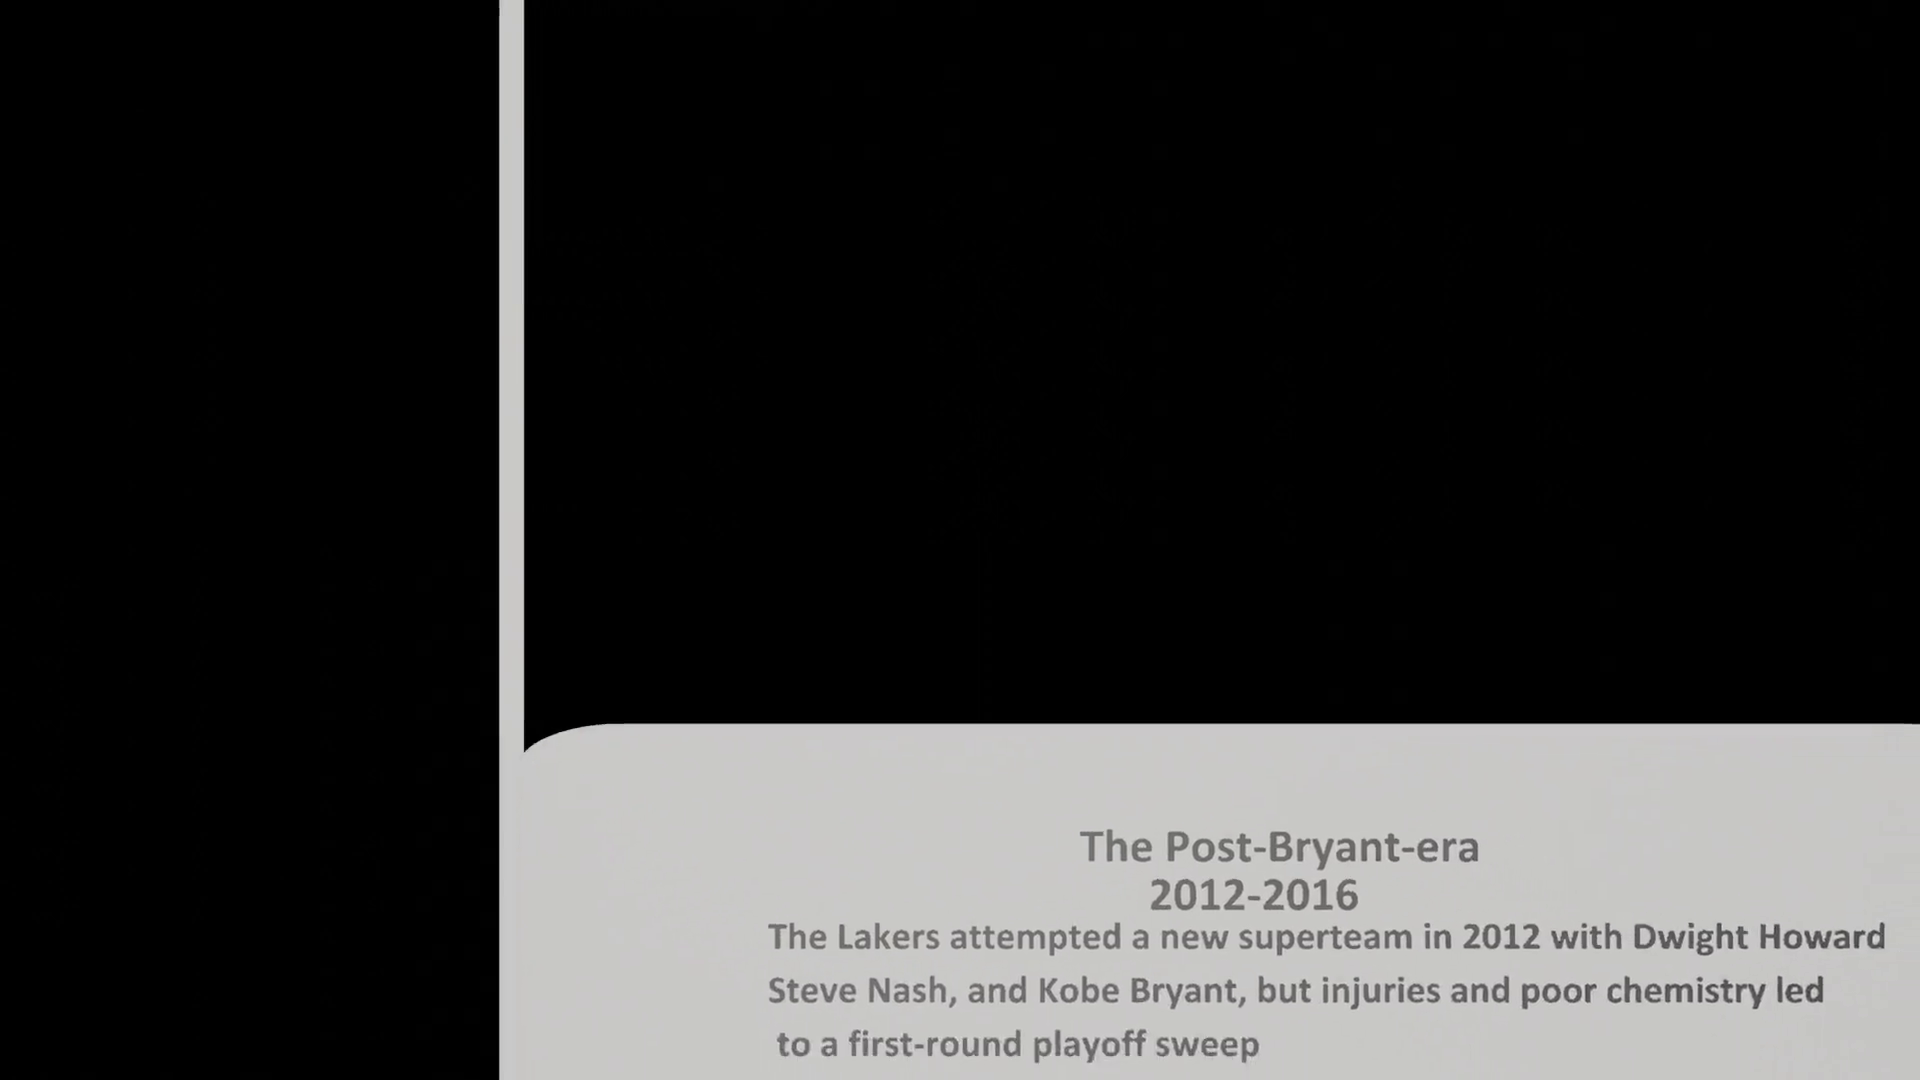 The Post-Bryant-era
2012-2016
The Lakers attempted a new superteam in 2012 with Dwight Howard
Steve Nash, and Kobe Bryant, but injuries and poor chemistry led
to a first-round playoff sweep